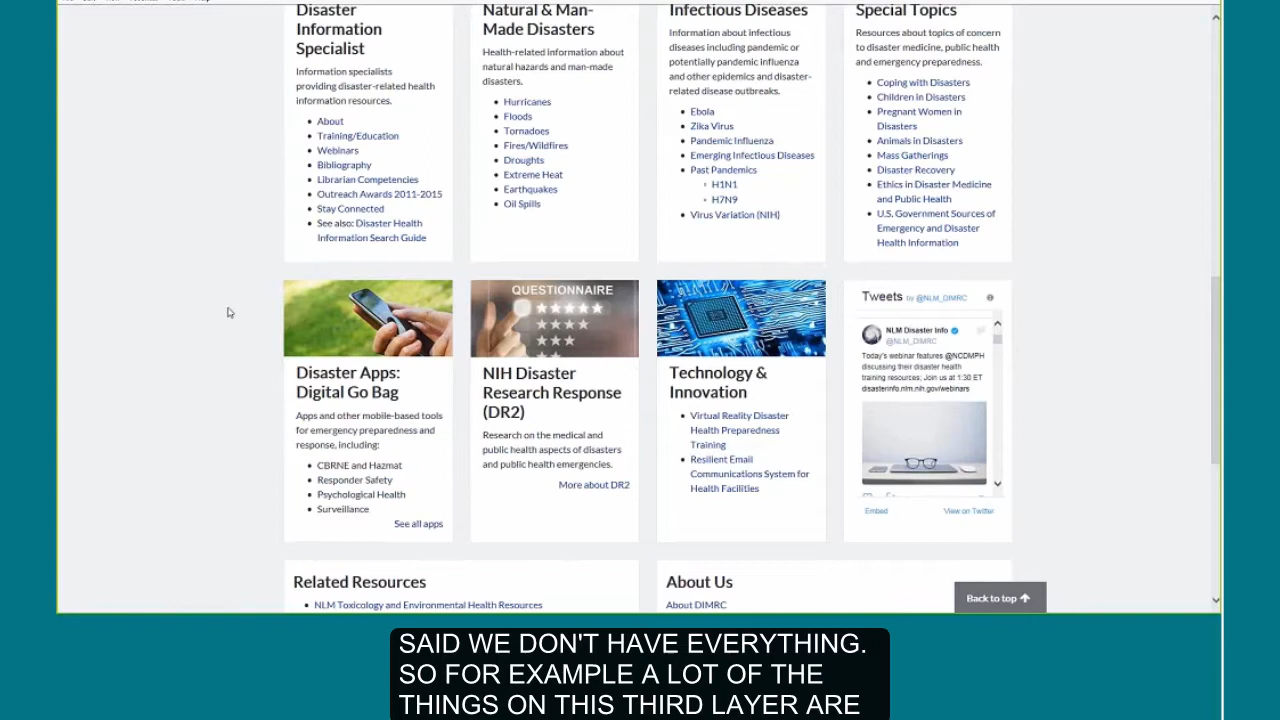 Disaster
Information
Specialist
Information specialists
providing disaster-related health
information resources.
About
Training/Education
Webinars
Bibliography
Librarian Competencies
Outreach Awards 2011-2015
Stay Connected
See also: Disaster Health
Information Search Guide
Natural & Man-
Made Disasters
Health-related information about
natural hazards and man-made
disasters.
Hurricanes
Floods
Tornadoes
Fires/Wildfires
Droughts
Extreme Heat
Earthquakes
Oil Spills
Infectious Diseases
Information about infectious
diseases including pandemic or
potentially pandemic influenza
and other epidemics and disaster-
related disease outbreaks.
Ebola
Zika Virus
Pandemic Influenza
Emerging Infectious Diseases
Past Pandemics
H1N1
H7N9
Virus Variation (NIH)
Special Topics
Resources about topics of concern
to disaster medicine, public health
and emergency preparedness.
Coping with Disasters
Children in Disasters
Pregnant Women in
Disasters
Animals in Disasters
Mass Gatherings
Disaster Recovery
Ethics in Disaster Medicine
and Public Health
U.S. Government Sources of
Emergency and Disaster
Health Information
Disaster Apps:
Digital Go Bag
Apps and other mobile-based tools
for emergency preparedness and
response, including:
CBRNE and Hazmat
Responder Safety
Psychological Health
Surveillance
See all apps
QUESTIONNAIRE
NIH Disaster
Research Response
(DR2)
Research on the medical and
public health aspects of disasters
and public health emergencies.
More about DR2
Technology &
Innovation
Virtual Reality Disaster
Health Preparedness
Training
Resilient Email
Communications System for
Health Facilities
Tweets by @NLM_DIMRC
NLM Disaster Info
@NLM_DIMRC
Today's webinar features @NCDMPH
discussing their disaster health
training resources; Join us at 1:30 ET
disasterinfo.nlm.nih.gov/webinars
Embed
View on Twitter
Related Resources
NLM Toxicology and Environmental Health Resources
About Us
About DIMRC
Back to top
SAID WE DON'T HAVE EVERYTHING.
SO FOR EXAMPLE A LOT OF THE
THINGS ON THIS THIRD LAYER ARE